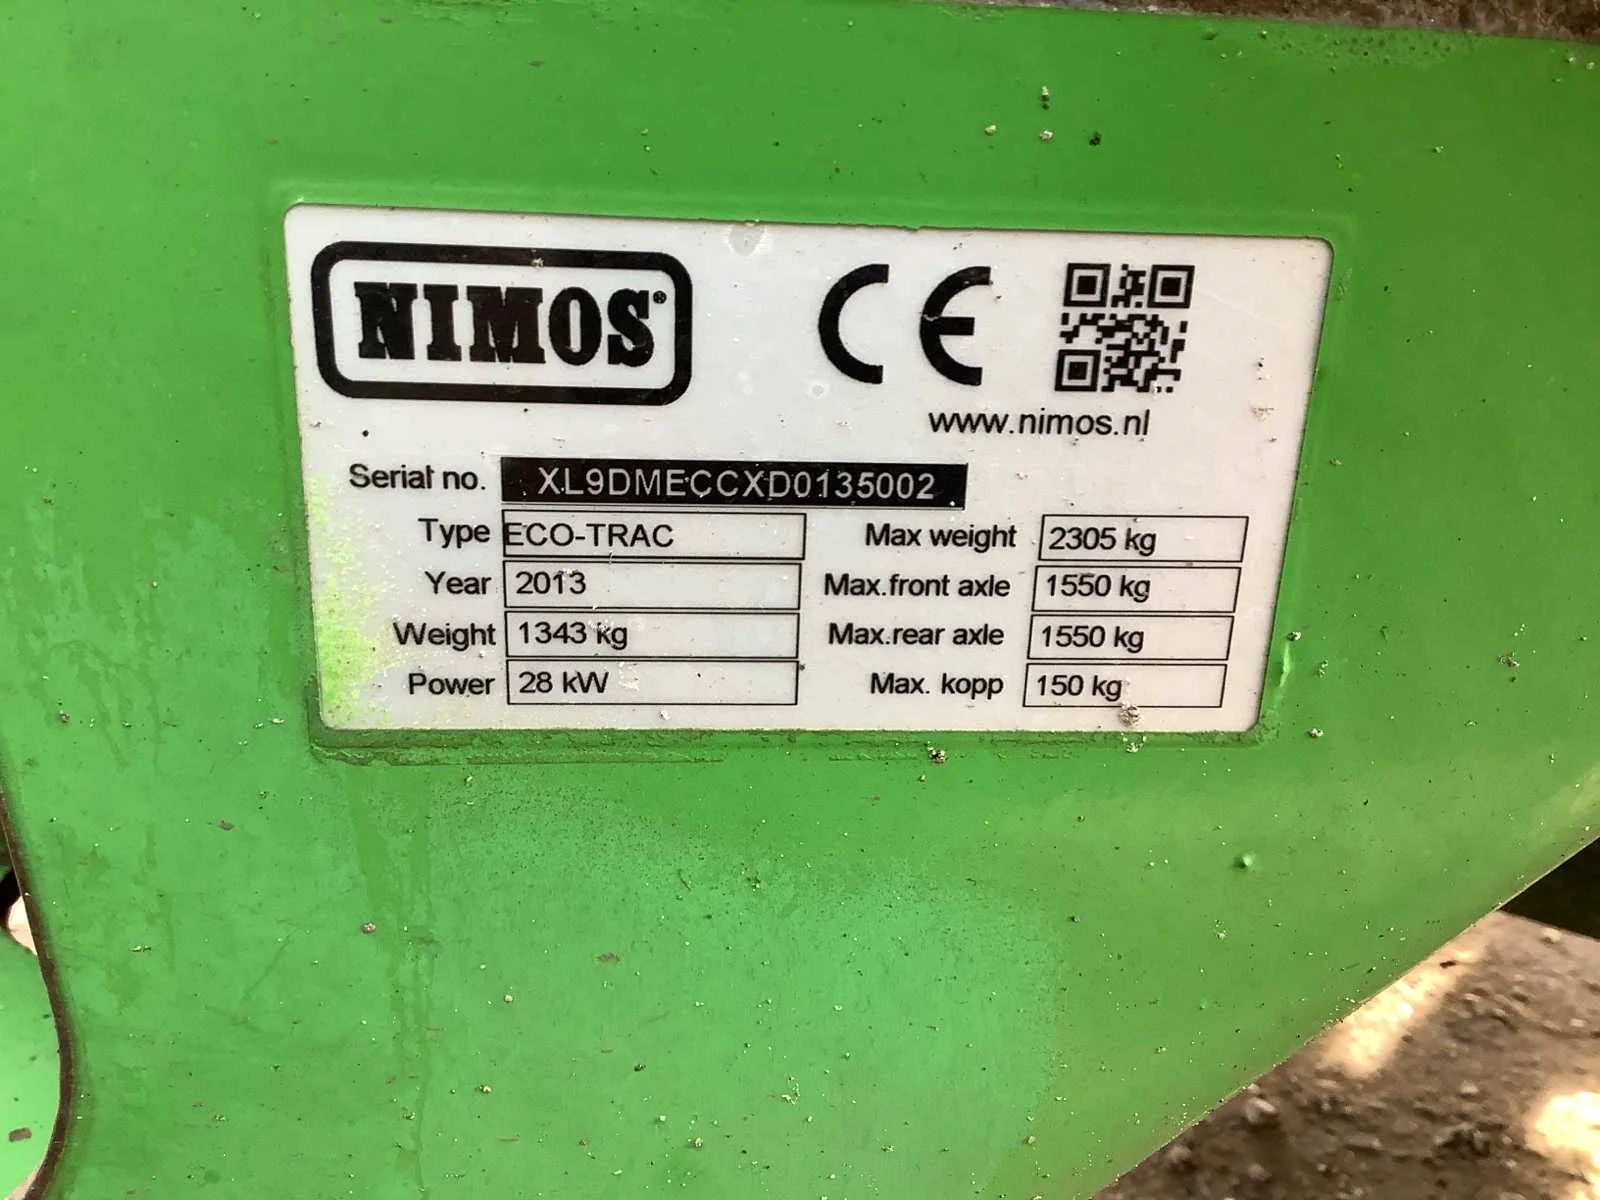 NIMOS®
CE
www.nimos.nl
Serial no. XL9DMECCXD0135002
Type ECO-TRAC Max weight 2305 kg
Year 2013 Max.front axle 1550 kg
Weight 1343 kg Max.rear axle 1550 kg
Power 28 kW Max. kopp 150 kg